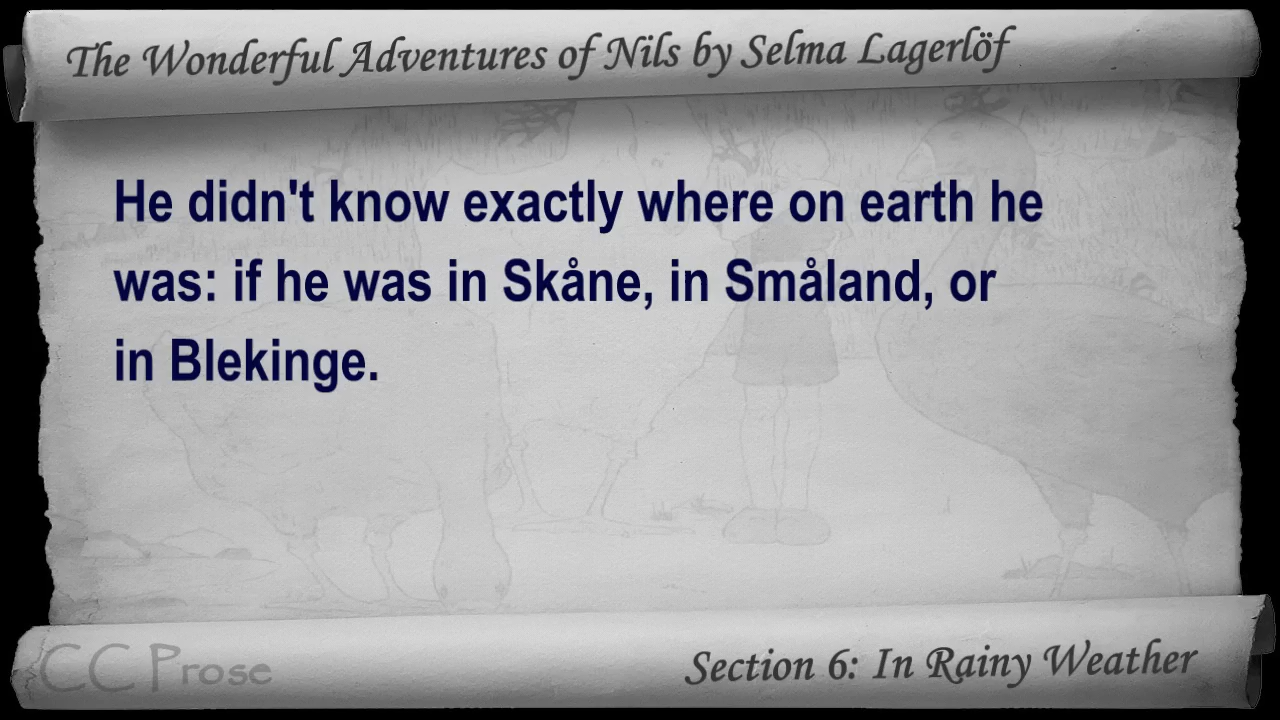 The Wonderful Adventures of Nils by Selma Lagerlöf
He didn't know exactly where on earth he
was: if he was in Skåne, in Småland, or
in Blekinge.
CC Prose
Section 6: In Rainy Weather